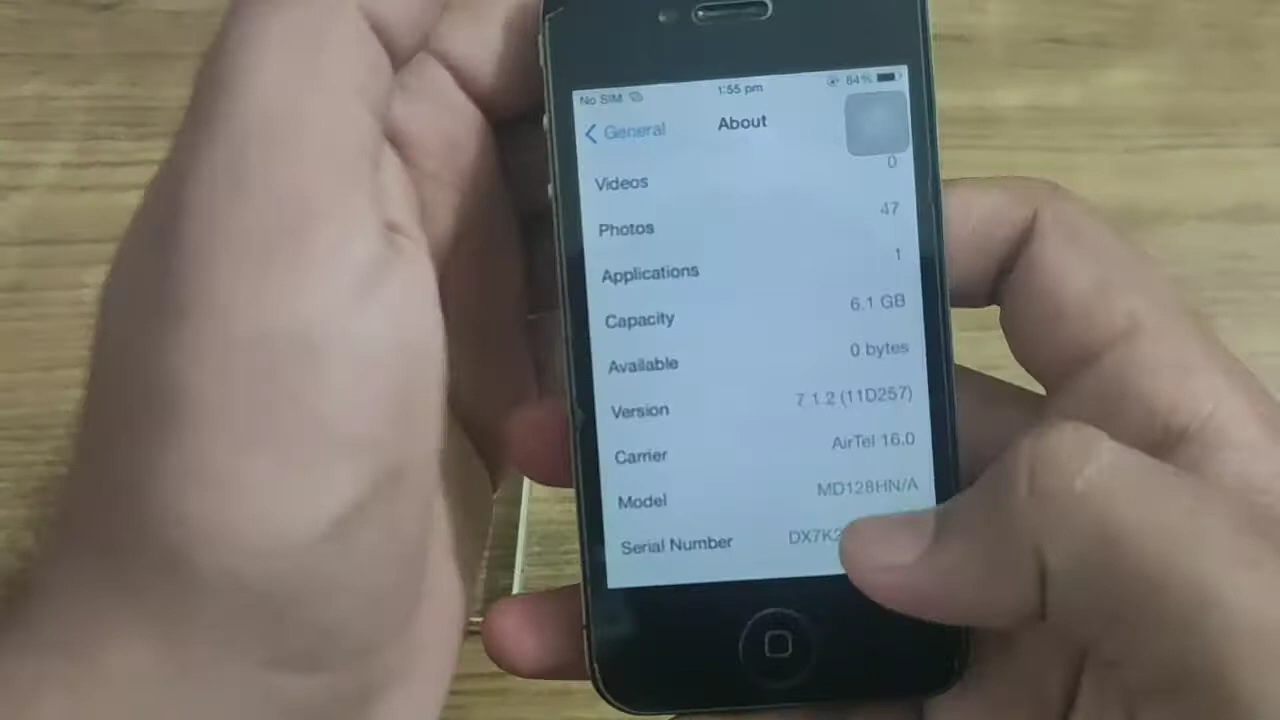 No SIM 1:55 pm 84%
General About
Videos 0
Photos 47
Applications 1
Capacity 6.1 GB
Available 0 bytes
Version 7.1.2 (11D257)
Carrier AirTel 16.0
Model MD128HN/A
Serial Number DX7K2